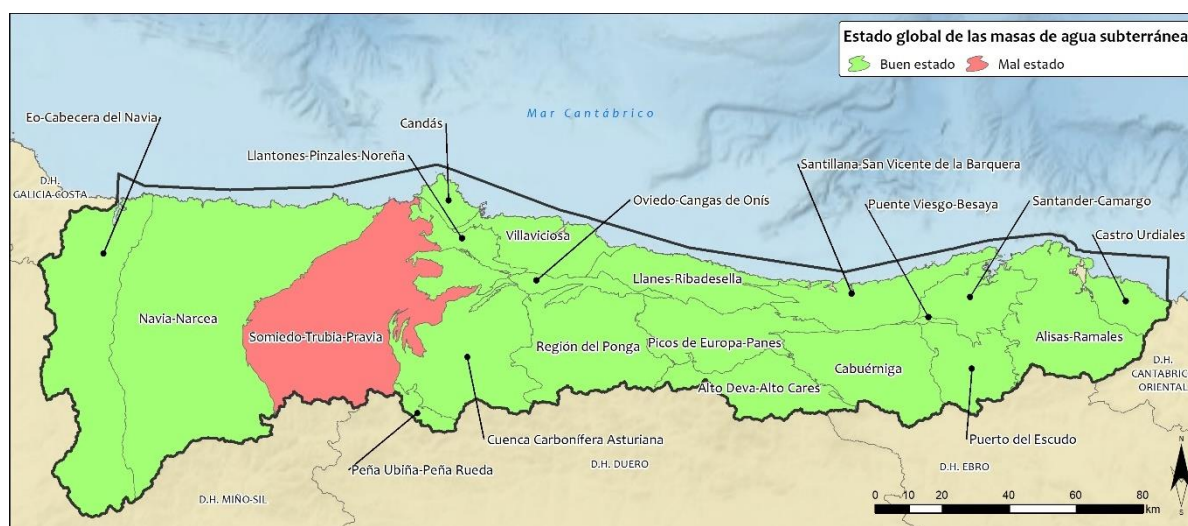 Estado global de las masas de agua subterránea
Buen estado
Mal estado
Mar Cantábrico
Eo-Cabecera del Navia
Candás
Llantones-Pinzales-Noreña
Santillana-San Vicente de la Barquera
D.H.
GALICIA-COSTA
Oviedo-Cangas de Onís
Puente Viesgo-Besaya
Santander-Camargo
Castro Urdiales
Villaviciosa
Llanes-Ribadesella
Navia-Narcea
Somiedo-Trubia-Pravia
Región del Ponga
Picos de Europa-Panes
Alisas-Ramales
Cabuérniga
D.H.
CANTÁBRICO
ORIENTAL
Alto Deva-Alto Cares
Cuenca Carbonífera Asturiana
Puerto del Escudo
Peña Ubiña-Peña Rueda
D.H. DUERO
D.H. EBRO
D.H. MIÑO-SIL
N
S
0 10 20 40 60 80
km